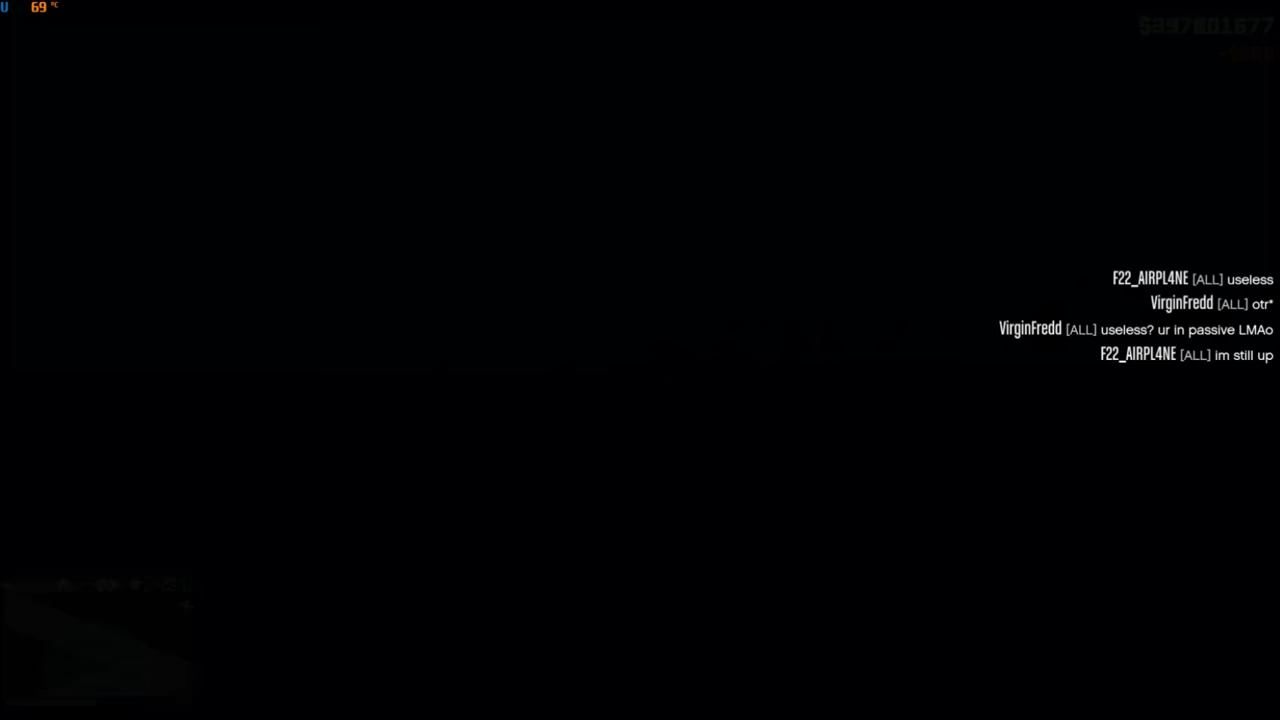 U 69 °C
F22_AIRPL4NE [ALL] useless
VirginFredd [ALL] otr*
VirginFredd [ALL] useless? ur in passive LMAo
F22_AIRPL4NE [ALL] im still up